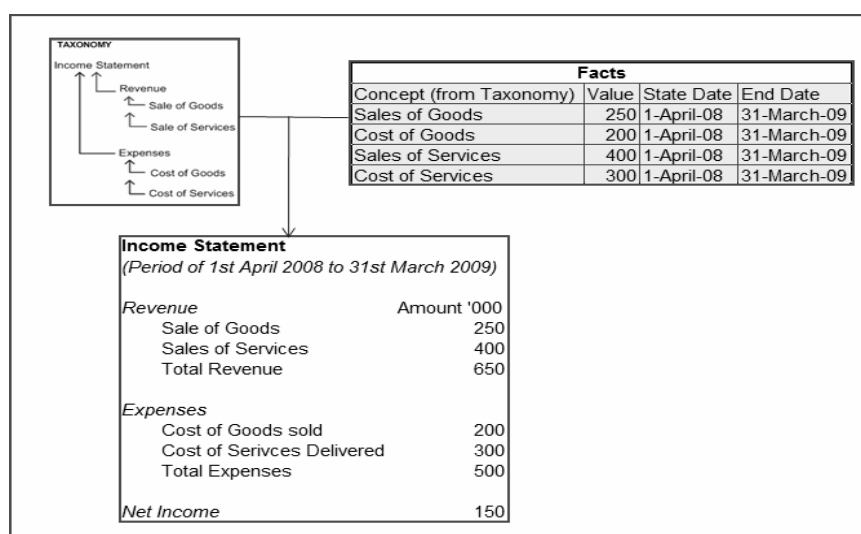 TAXONOMY
Income Statement
Revenue
Sale of Goods
Sale of Services
Expenses
Cost of Goods
Cost of Services
Facts
Concept (from Taxonomy) Value State Date End Date
Sales of Goods 250 1-April-08 31-March-09
Cost of Goods 200 1-April-08 31-March-09
Sales of Services 400 1-April-08 31-March-09
Cost of Services 300 1-April-08 31-March-09
Income Statement
(Period of 1st April 2008 to 31st March 2009)
Revenue Amount '000
Sale of Goods 250
Sales of Services 400
Total Revenue 650
Expenses
Cost of Goods sold 200
Cost of Serivces Delivered 300
Total Expenses 500
Net Income 150